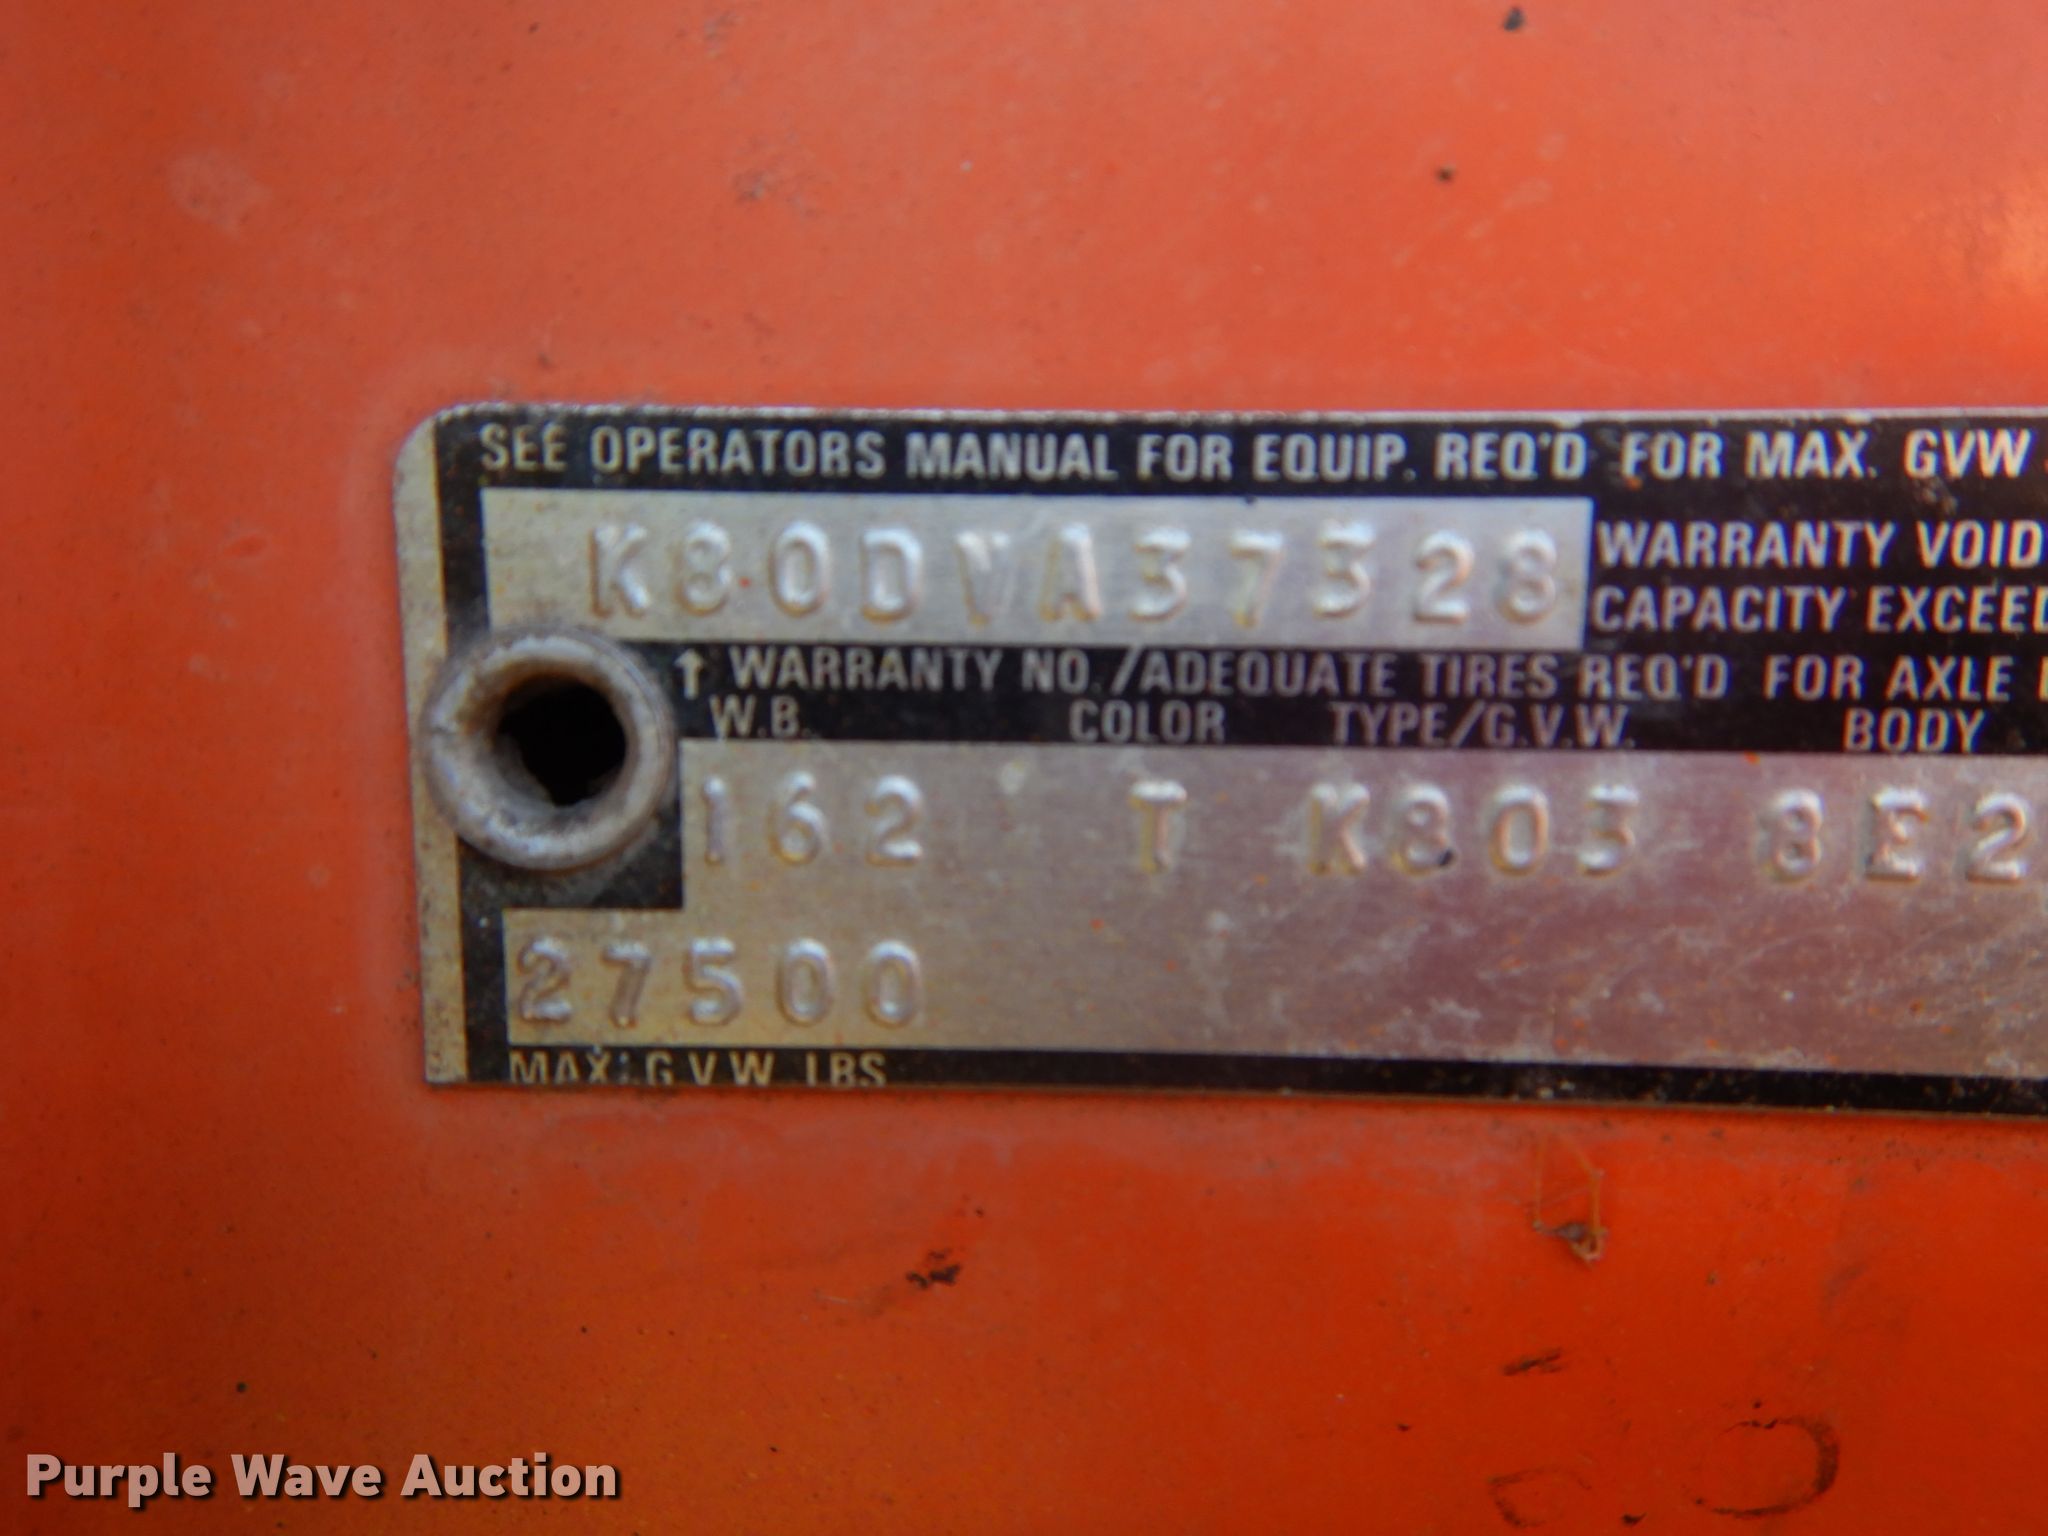 SEE OPERATORS MANUAL FOR EQUIP. REQ'D FOR MAX. GVW
K80DVA37328
WARRANTY VOID
CAPACITY EXCEED
↑ WARRANTY NO./ADEQUATE TIRES REQ'D FOR AXLE
W.B. COLOR TYPE/G.V.W. BODY
162 T K803 8E2
27500
MAX. G V W LBS
Purple Wave Auction